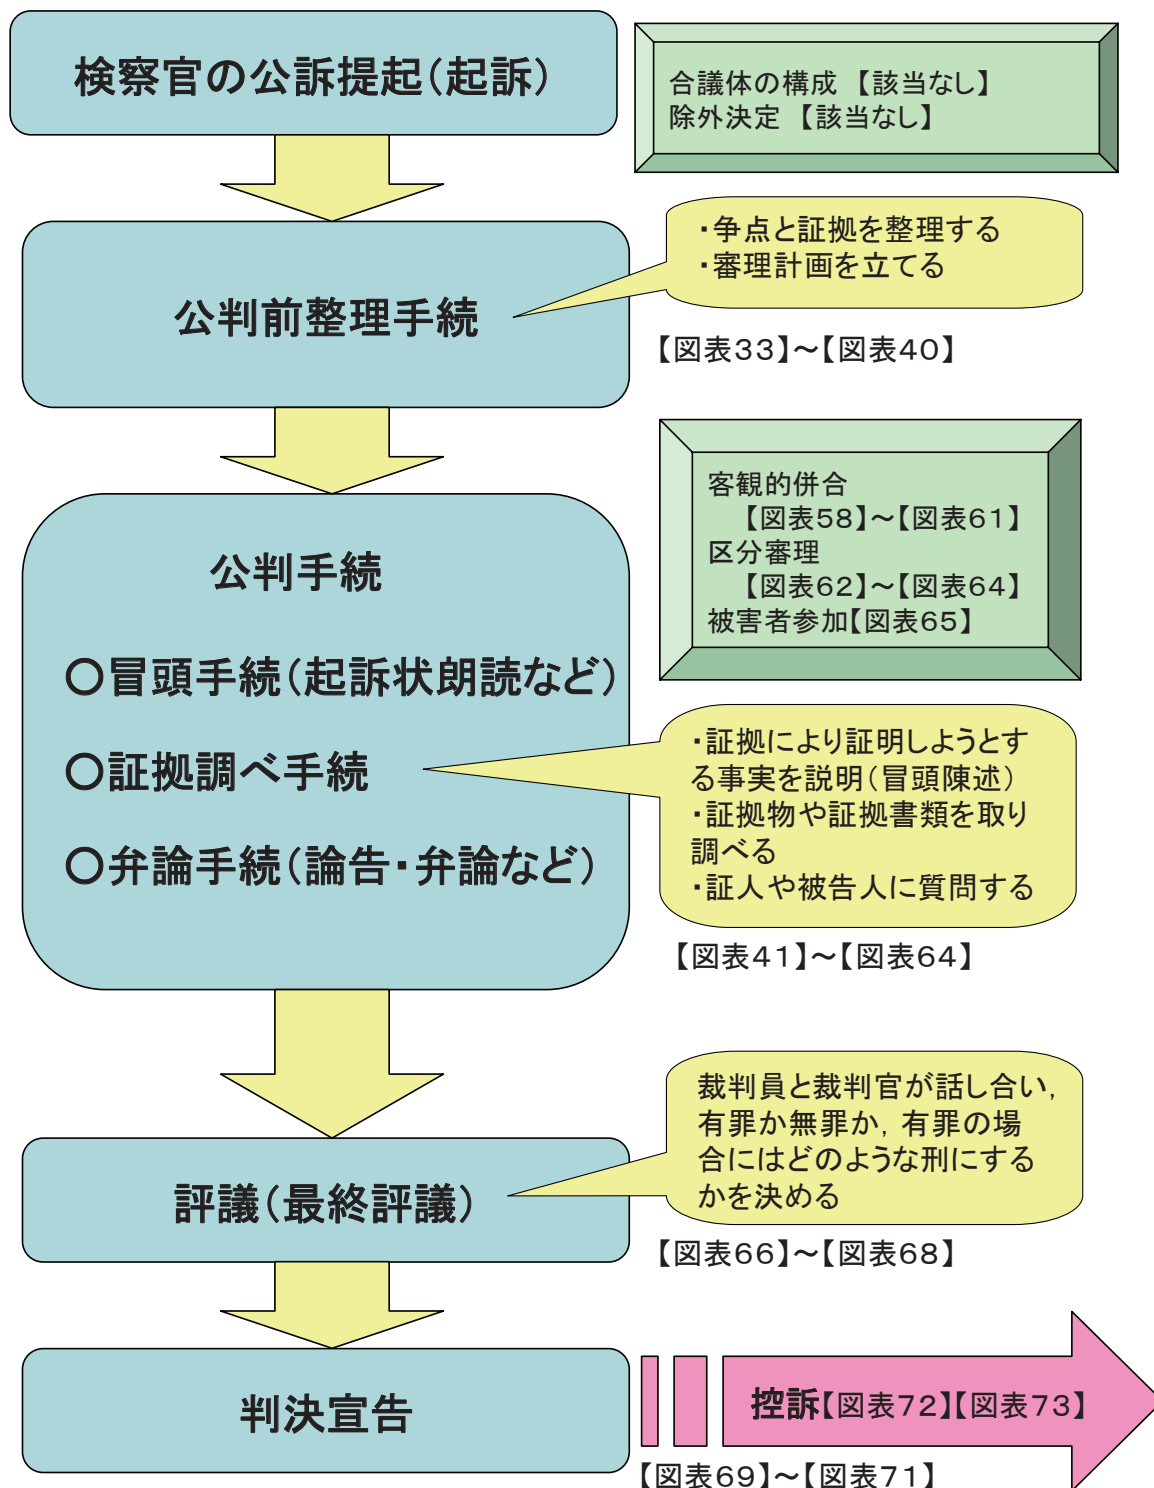 検察官の公訴提起(起訴)
合議体の構成 【該当なし】
除外決定 【該当なし】
・争点と証拠を整理する
・審理計画を立てる
公判前整理手続
【図表33】~【図表40】
客観的併合
【図表58】~【図表61】
区分審理
【図表62】~【図表64】
被害者参加【図表65】
公判手続
○冒頭手続(起訴状朗読など)
○証拠調べ手続
○弁論手続(論告・弁論など)
・証拠により証明しようとす
る事実を説明(冒頭陳述)
・証拠物や証拠書類を取り
調べる
・証人や被告人に質問する
【図表41】~【図表64】
裁判員と裁判官が話し合い,
有罪か無罪か, 有罪の場
合にはどのような刑にする
かを決める
評議(最終評議)
【図表66】~【図表68】
判決宣告
控訴【図表72】【図表73】
【図表69】~【図表71】